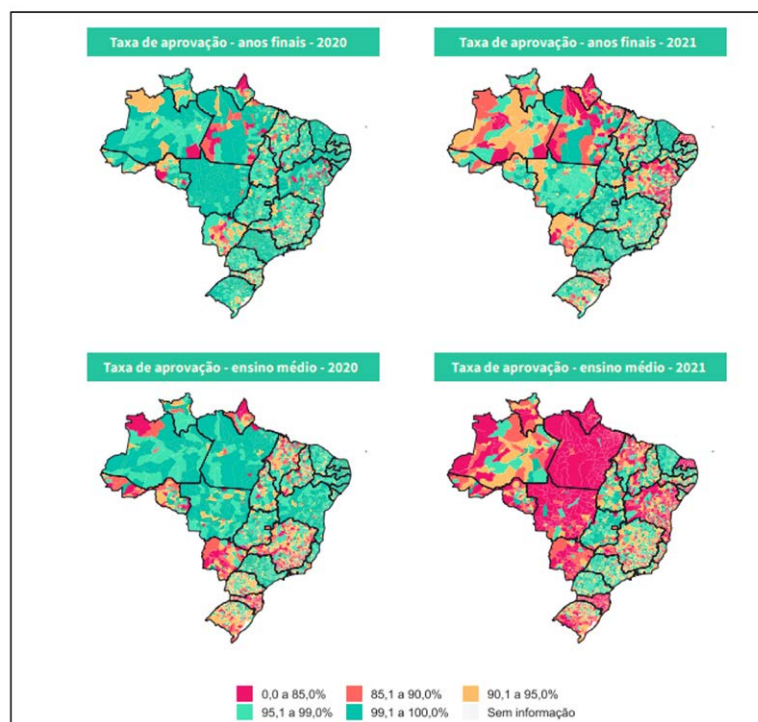 Taxa de aprovação - anos finais - 2020
Taxa de aprovação - anos finais - 2021
Taxa de aprovação - ensino médio - 2020
Taxa de aprovação - ensino médio - 2021
0,0 a 85,0%
85,1 a 90,0%
90,1 a 95,0%
95,1 a 99,0%
99,1 a 100,0%
Sem informação